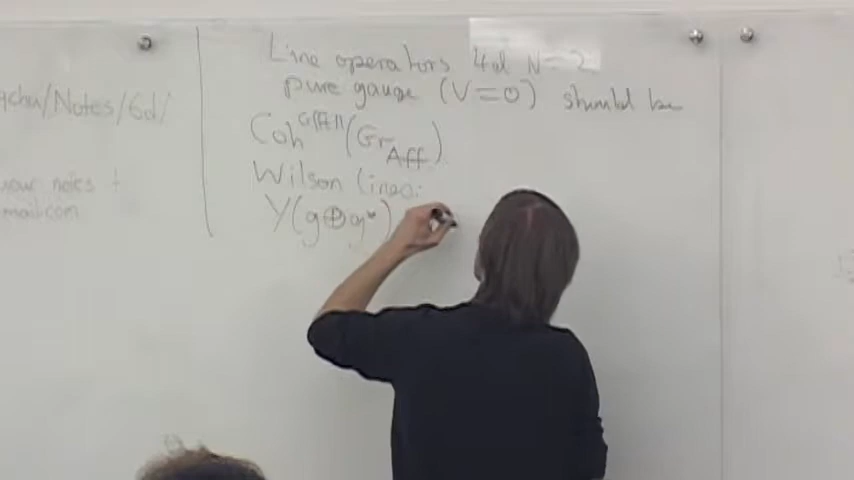 gchu/Notes/6d/
your notes t
mail.com
Line operators 4d N=2
pure gauge (V=0) should be
Coh^{G[[t]]}(Gr_{Aff})
Wilson lines:
Y(g⊕g*)